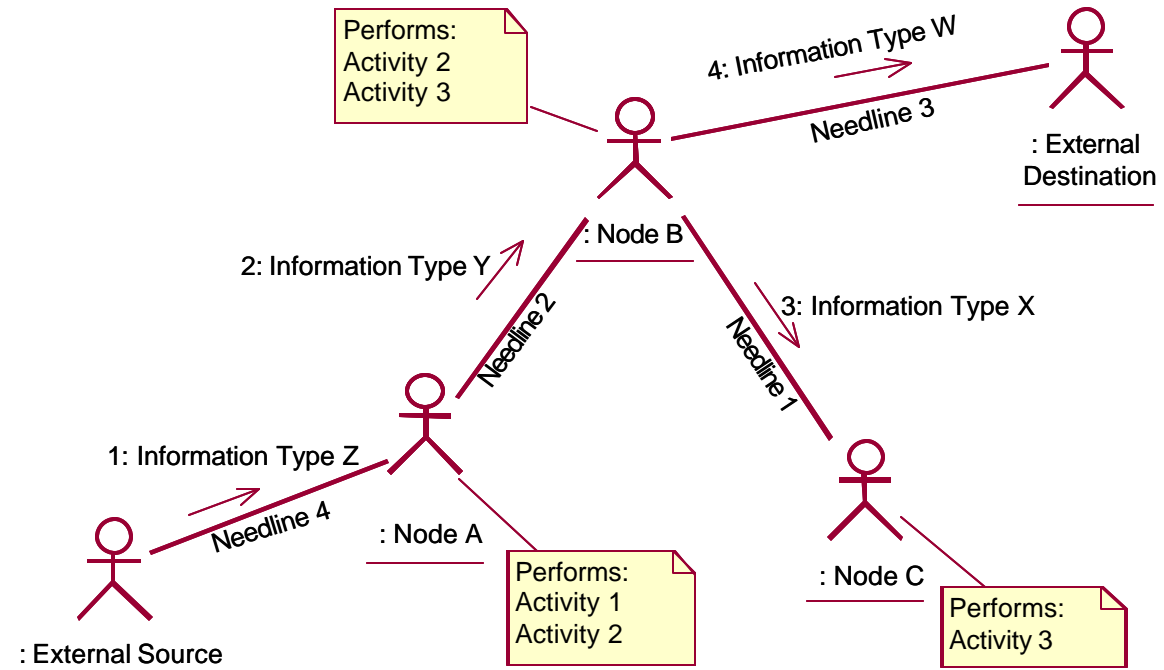 Performs:
Activity 2
Activity 3
4: Information Type W
Needline 3
: External
Destination
: Node B
2: Information Type Y
Needline 2
3: Information Type X
Needline 1
1: Information Type Z
Needline 4
: Node A
: Node C
Performs:
Activity 1
Activity 2
Performs:
Activity 3
: External Source